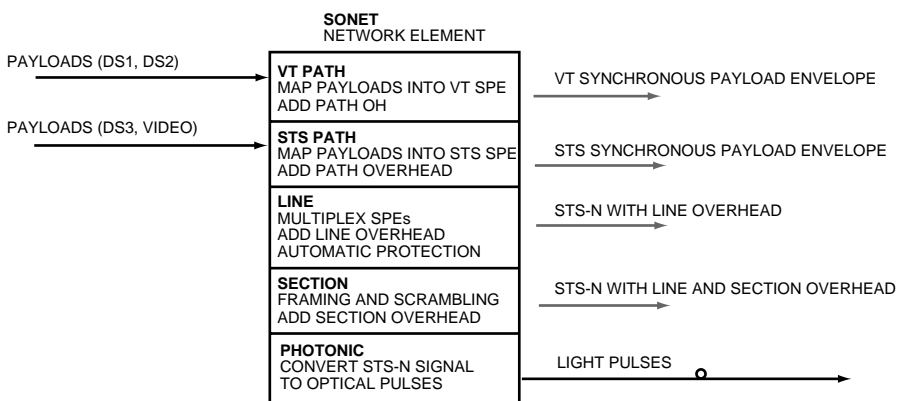 SONET
NETWORK ELEMENT
PAYLOADS (DS1, DS2)
VT PATH
MAP PAYLOADS INTO VT SPE
ADD PATH OH
VT SYNCHRONOUS PAYLOAD ENVELOPE
PAYLOADS (DS3, VIDEO)
STS PATH
MAP PAYLOADS INTO STS SPE
ADD PATH OVERHEAD
STS SYNCHRONOUS PAYLOAD ENVELOPE
LINE
MULTIPLEX SPEs
ADD LINE OVERHEAD
AUTOMATIC PROTECTION
STS-N WITH LINE OVERHEAD
SECTION
FRAMING AND SCRAMBLING
ADD SECTION OVERHEAD
STS-N WITH LINE AND SECTION OVERHEAD
PHOTONIC
CONVERT STS-N SIGNAL
TO OPTICAL PULSES
LIGHT PULSES